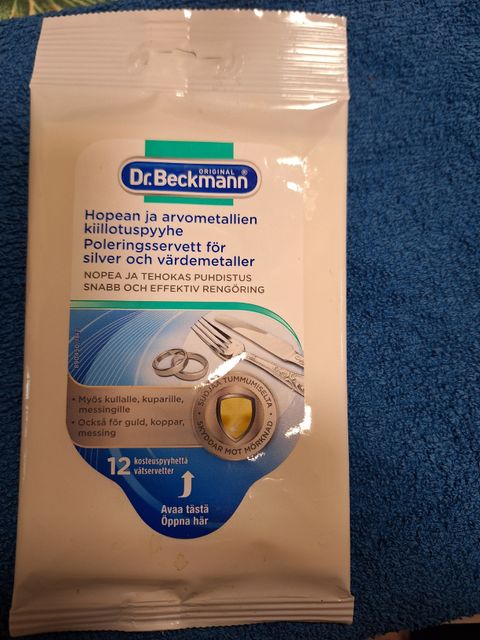 ORIGINAL
Dr.Beckmann®
Hopean ja arvometallien
kiillotuspyyhe
Poleringsservett för
silver och värdemetaller
NOPEA JA TEHOKAS PUHDISTUS
SNABB OCH EFFEKTIV RENGÖRING
SUOJAA TUMMUMISELTA
SKYDDAR MOT MÖRKNAD
• Myös kullalle, kuparille,
messingille
• Också för guld, koppar,
messing
12 kosteuspyyhettä
våtservetter
Avaa tästä
Öppna här